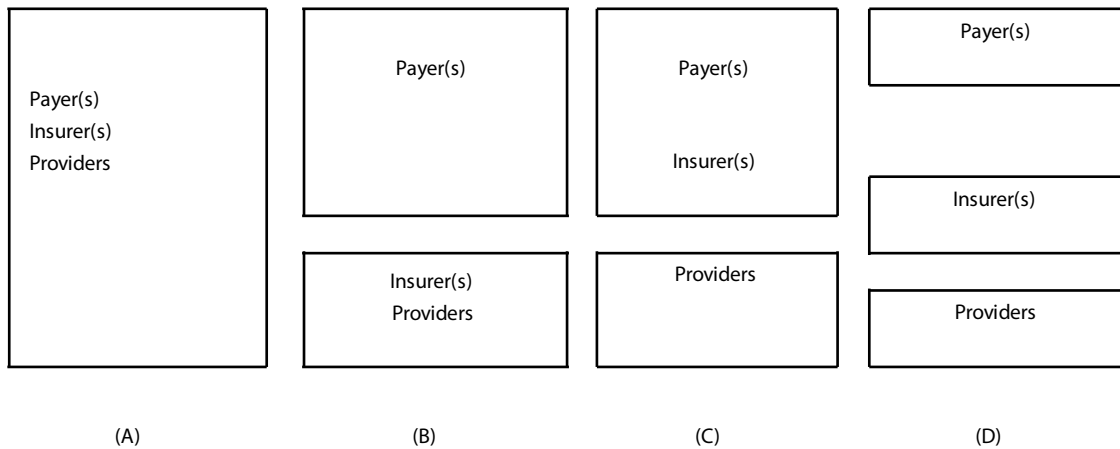 Payer(s)
Insurer(s)
Providers
Payer(s)
Insurer(s)
Providers
Payer(s)
Insurer(s)
Providers
Payer(s)
Insurer(s)
Providers
(A)
(B)
(C)
(D)